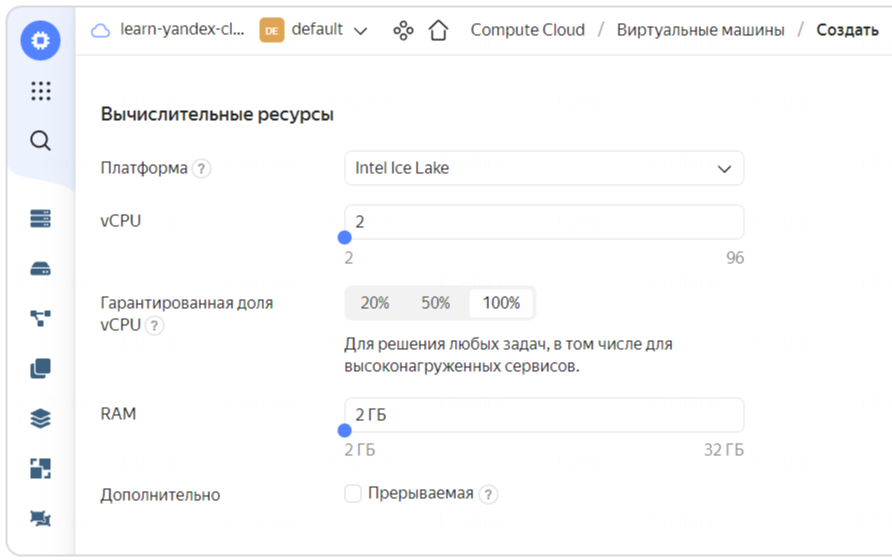 learn-yandex-cl... DE default Compute Cloud / Виртуальные машины / Создать
Вычислительные ресурсы
Платформа ? Intel Ice Lake
vCPU 2
2 96
Гарантированная доля vCPU ? 20% 50% 100%
Для решения любых задач, в том числе для
высоконагруженных сервисов.
RAM 2 ГБ
2 ГБ 32 ГБ
Дополнительно Прерываемая ?